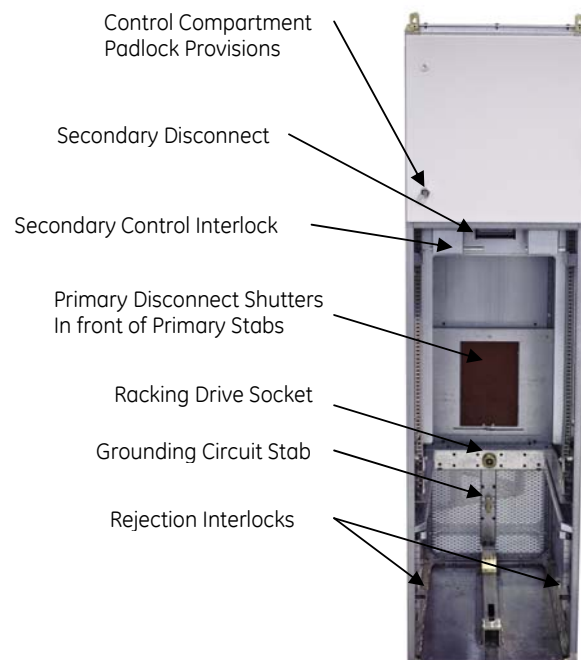 Control Compartment
Padlock Provisions
Secondary Disconnect
Secondary Control Interlock
Primary Disconnect Shutters
In front of Primary Stabs
Racking Drive Socket
Grounding Circuit Stab
Rejection Interlocks